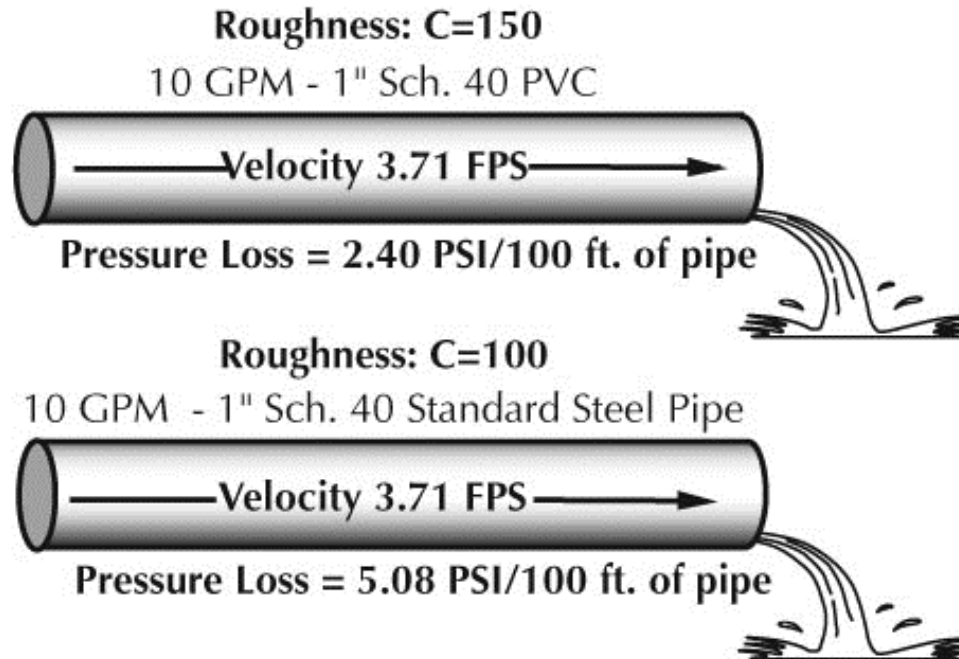 Roughness: C=150
10 GPM - 1" Sch. 40 PVC
Velocity 3.71 FPS
Pressure Loss = 2.40 PSI/100 ft. of pipe
Roughness: C=100
10 GPM - 1" Sch. 40 Standard Steel Pipe
Velocity 3.71 FPS
Pressure Loss = 5.08 PSI/100 ft. of pipe